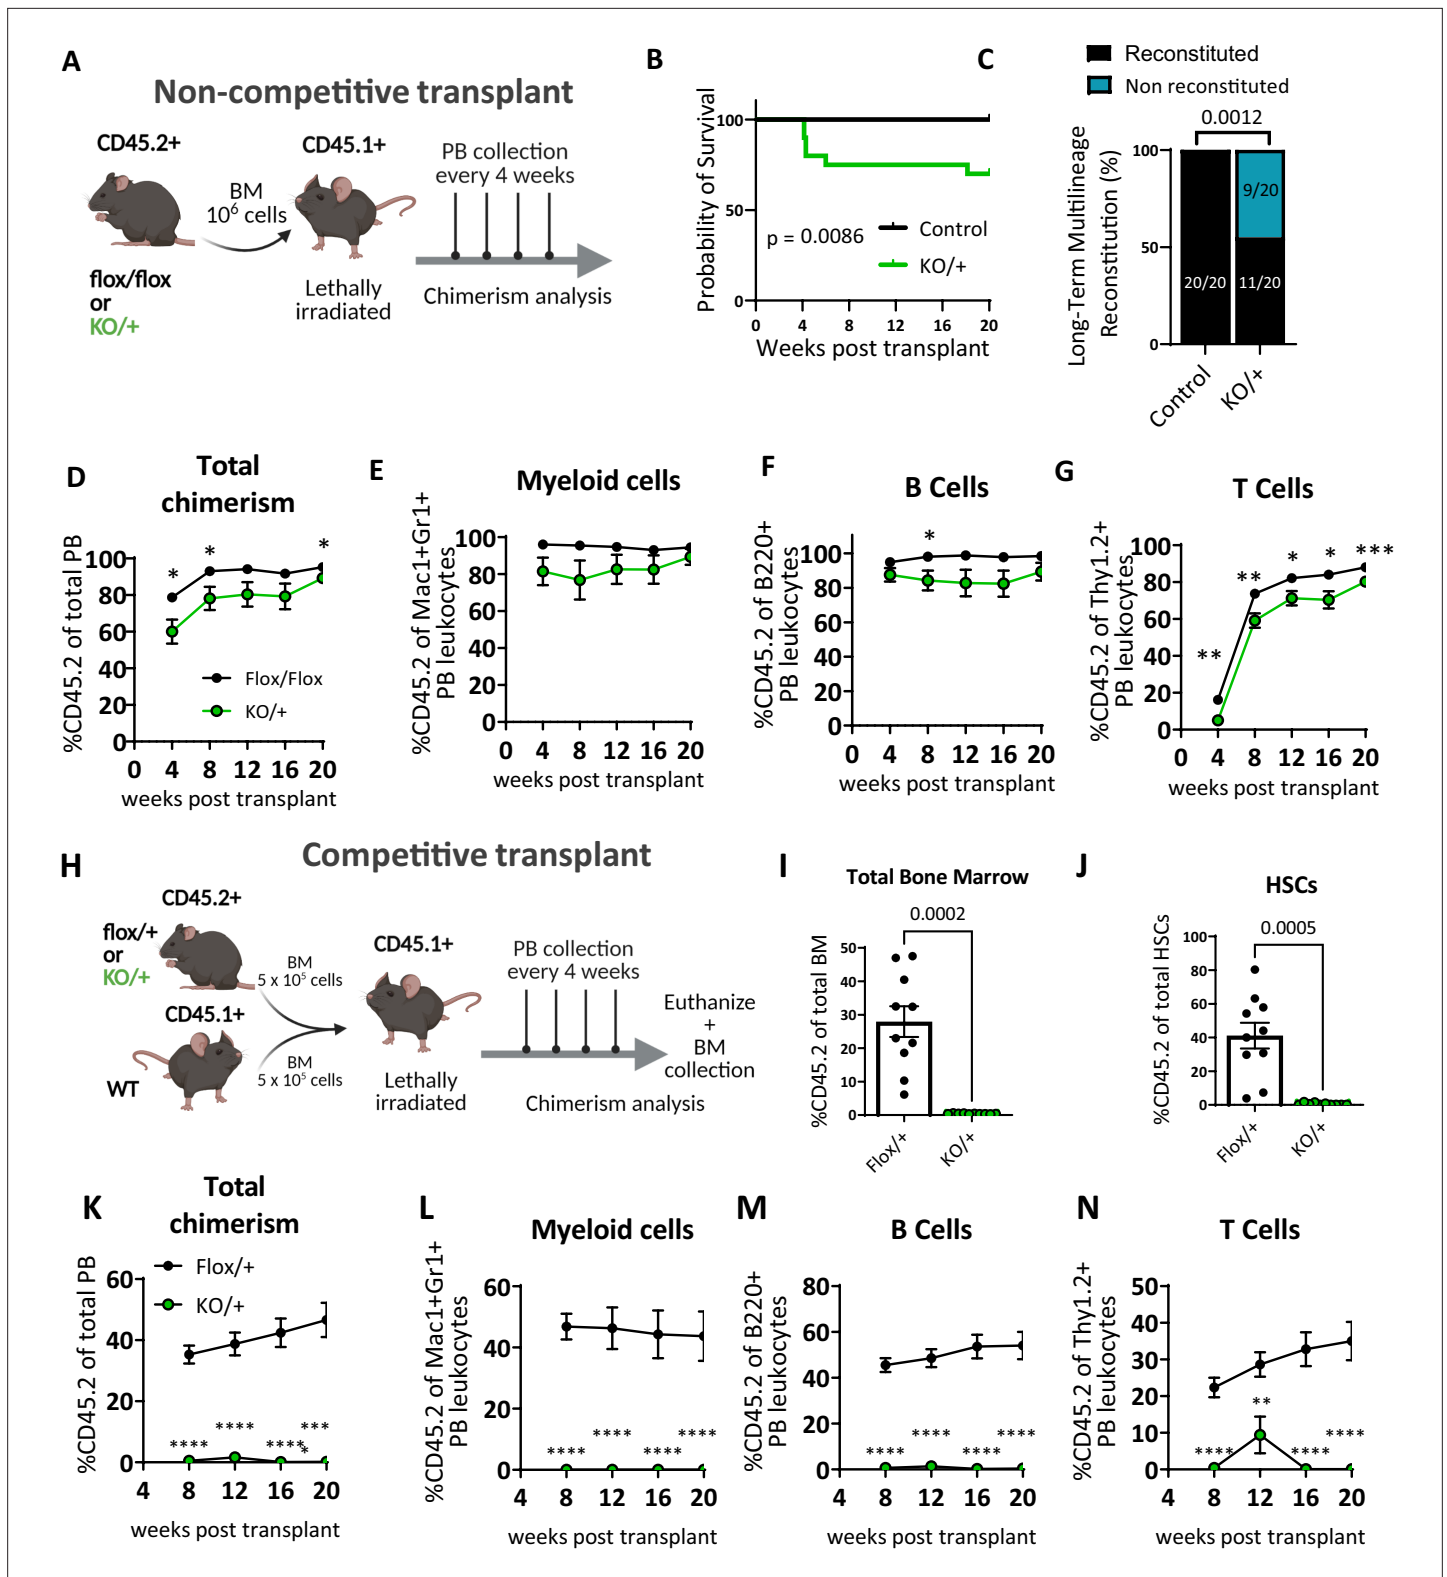 A
Non-competitive transplant
CD45.2+
CD45.1+
BM
10⁶ cells
flox/flox
or
KO/+
Lethally
irradiated
PB collection
every 4 weeks
Chimerism analysis
B
Probability of Survival
100
50
0
p = 0.0086
Control
KO/+
0 4 8 12 16 20
Weeks post transplant
C
Reconstituted
Non reconstituted
0.0012
Long-Term Multilineage
Reconstitution (%)
100
50
0
9/20
20/20
11/20
Control
KO/+
D
Total
chimerism
%CD45.2 of total PB
100
80
60
40
20
0
* * *
Flox/Flox
KO/+
0 4 8 12 16 20
weeks post transplant
E
Myeloid cells
%CD45.2 of Mac1+Gr1+
PB leukocytes
100
80
60
40
20
0
0 4 8 12 16 20
weeks post transplant
F
B Cells
%CD45.2 of B220+
PB leukocytes
100
80
60
40
20
0
*
0 4 8 12 16 20
weeks post transplant
G
T Cells
%CD45.2 of Thy1.2+
PB leukocytes
100
80
60
40
20
0
** ** * * ***
0 4 8 12 16 20
weeks post transplant
H
Competitive transplant
CD45.2+
flox/+
or
KO/+
BM
5 x 10⁵ cells
CD45.1+
WT
BM
5 x 10⁵ cells
CD45.1+
Lethally
irradiated
PB collection
every 4 weeks
Chimerism analysis
Euthanize
+
BM
collection
I
Total Bone Marrow
0.0002
%CD45.2 of total BM
50
40
30
20
10
0
Flox/+
KO/+
J
HSCs
0.0005
%CD45.2 of total HSCs
100
80
60
40
20
0
Flox/+
KO/+
K
Total
chimerism
%CD45.2 of total PB
60
40
20
0
Flox/+
KO/+
**** **** **** ***
*
4 8 12 16 20
weeks post transplant
L
Myeloid cells
%CD45.2 of Mac1+Gr1+
PB leukocytes
60
40
20
0
**** **** **** ****
4 8 12 16 20
weeks post transplant
M
B Cells
%CD45.2 of B220+
PB leukocytes
80
60
40
20
0
**** **** **** ****
4 8 12 16 20
weeks post transplant
N
T Cells
%CD45.2 of Thy1.2+
PB leukocytes
50
40
30
20
10
0
**** ** **** ****
4 8 12 16 20
weeks post transplant